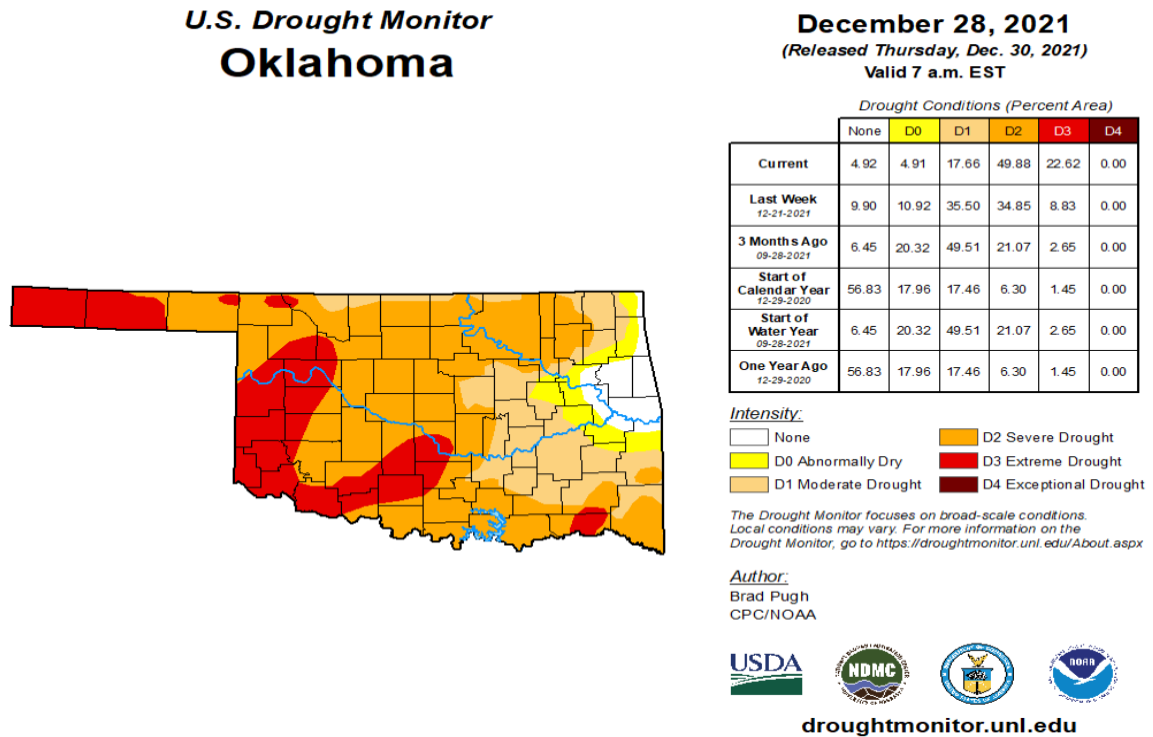 U.S. Drought Monitor
Oklahoma
December 28, 2021
(Released Thursday, Dec. 30, 2021)
Valid 7 a.m. EST
Drought Conditions (Percent Area)
None D0 D1 D2 D3 D4
Current 4.92 4.91 17.66 49.88 22.62 0.00
Last Week 12-21-2021 9.90 10.92 35.50 34.85 8.83 0.00
3 Months Ago 09-28-2021 6.45 20.32 49.51 21.07 2.65 0.00
Start of Calendar Year 12-29-2020 56.83 17.96 17.46 6.30 1.45 0.00
Start of Water Year 09-28-2021 6.45 20.32 49.51 21.07 2.65 0.00
One Year Ago 12-29-2020 56.83 17.96 17.46 6.30 1.45 0.00
Intensity:
None
D0 Abnormally Dry
D1 Moderate Drought
D2 Severe Drought
D3 Extreme Drought
D4 Exceptional Drought
The Drought Monitor focuses on broad-scale conditions.
Local conditions may vary. For more information on the
Drought Monitor, go to https://droughtmonitor.unl.edu/About.aspx
Author:
Brad Pugh
CPC/NOAA
USDA
NDMC
NOAA
droughtmonitor.unl.edu